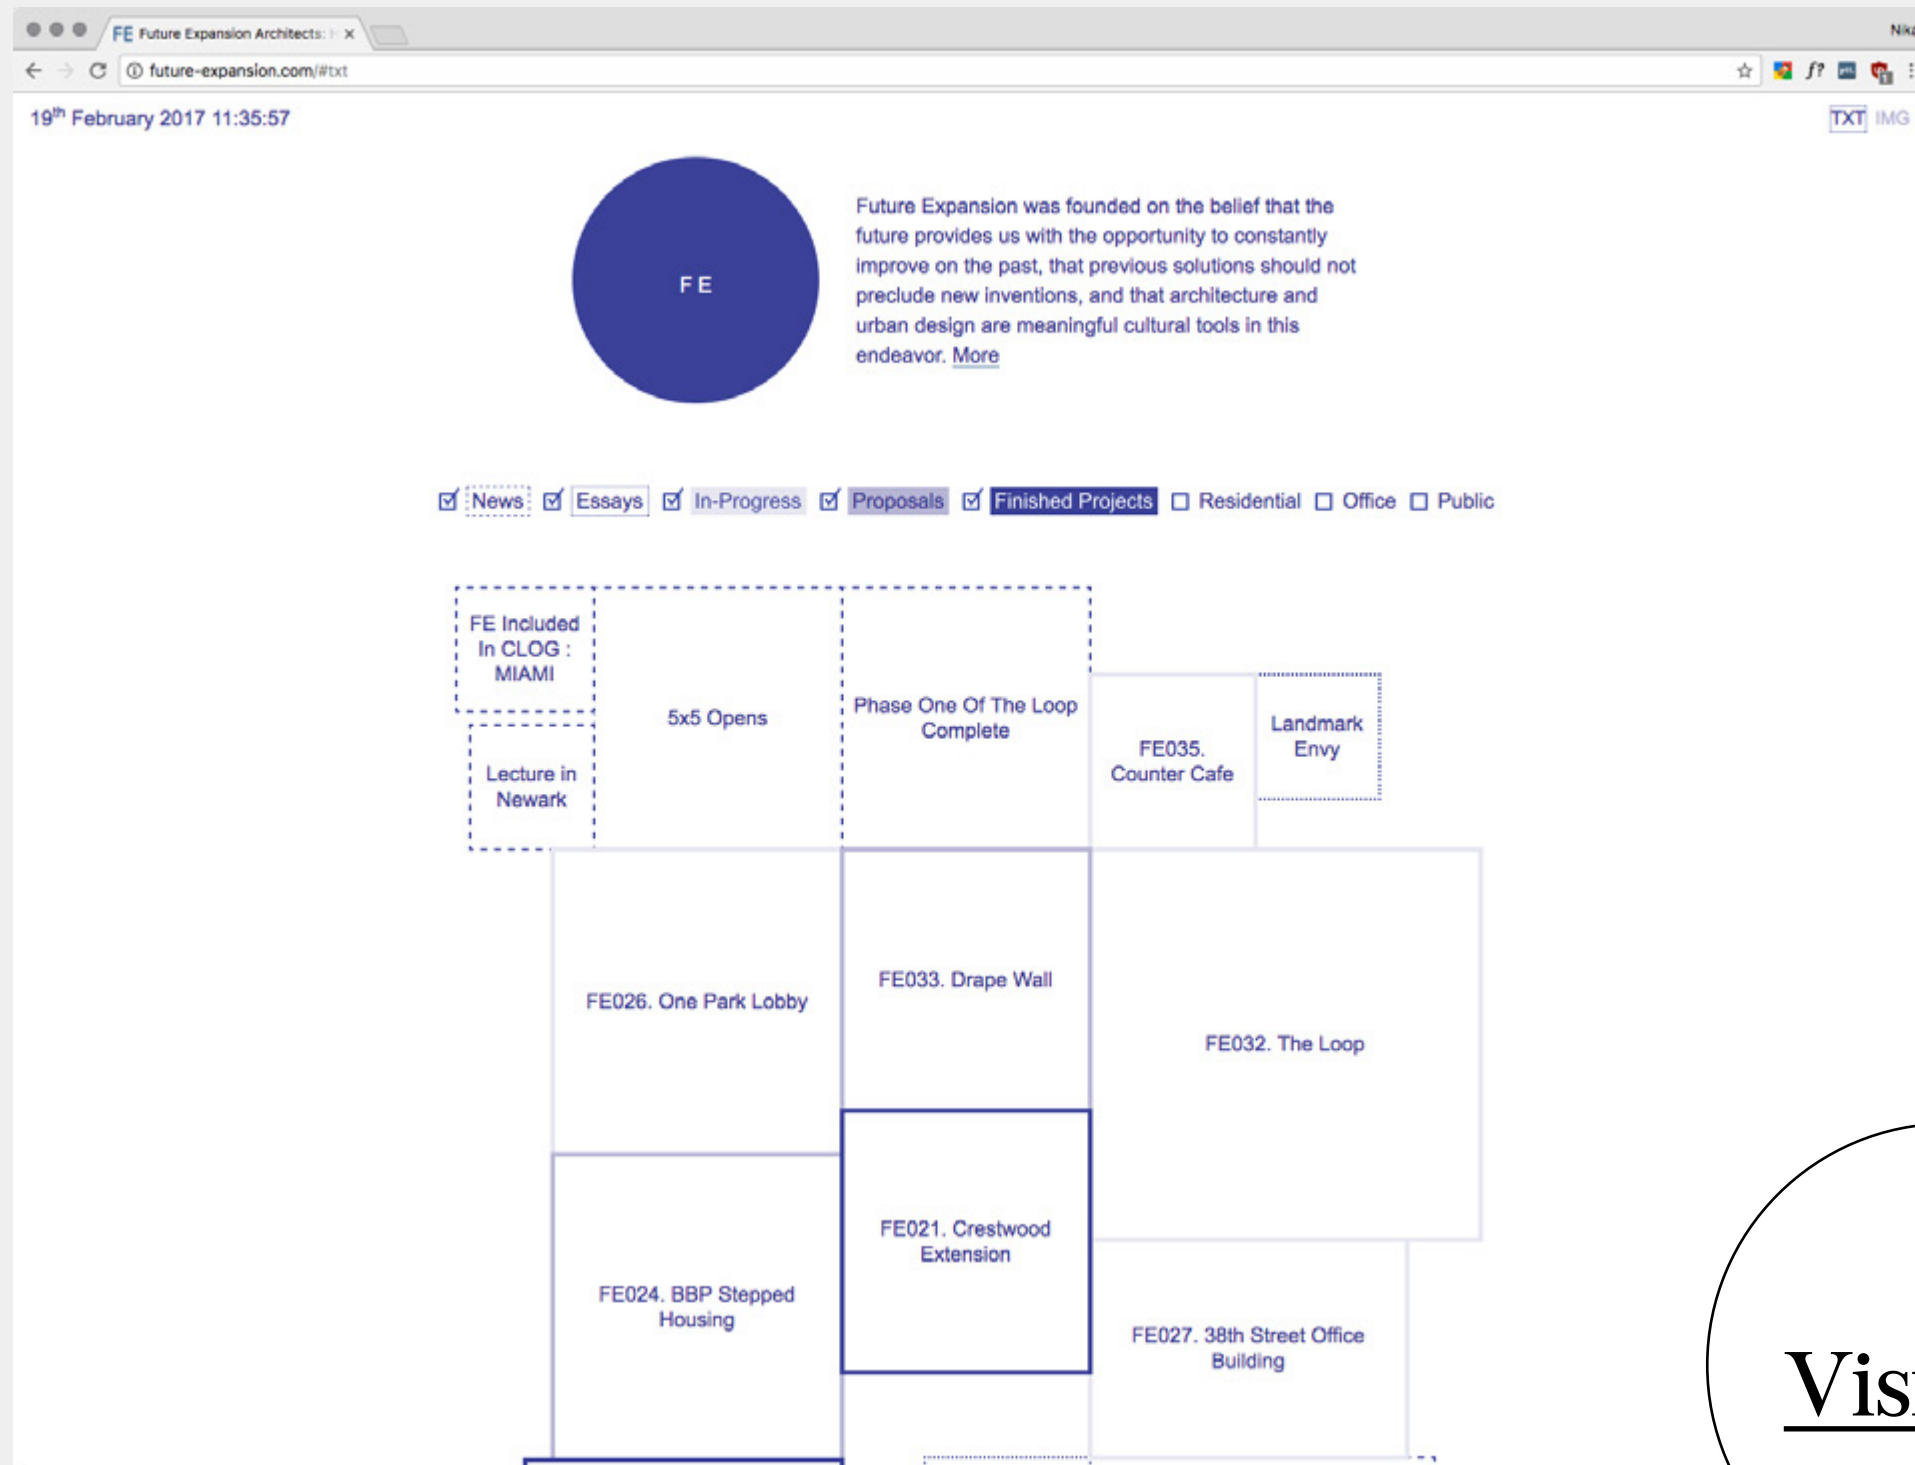 FE Future Expansion Architects:
future-expansion.com/#txt
19th February 2017 11:35:57
TXT IMG
FE
Future Expansion was founded on the belief that the
future provides us with the opportunity to constantly
improve on the past, that previous solutions should not
preclude new inventions, and that architecture and
urban design are meaningful cultural tools in this
endeavor. More
News Essays In-Progress Proposals Finished Projects Residential Office Public
FE Included
In CLOG :
MIAMI
5x5 Opens
Phase One Of The Loop
Complete
Lecture in
Newark
FE035.
Counter Cafe
Landmark
Envy
FE026. One Park Lobby
FE033. Drape Wall
FE032. The Loop
FE024. BBP Stepped
Housing
FE021. Crestwood
Extension
FE027. 38th Street Office
Building